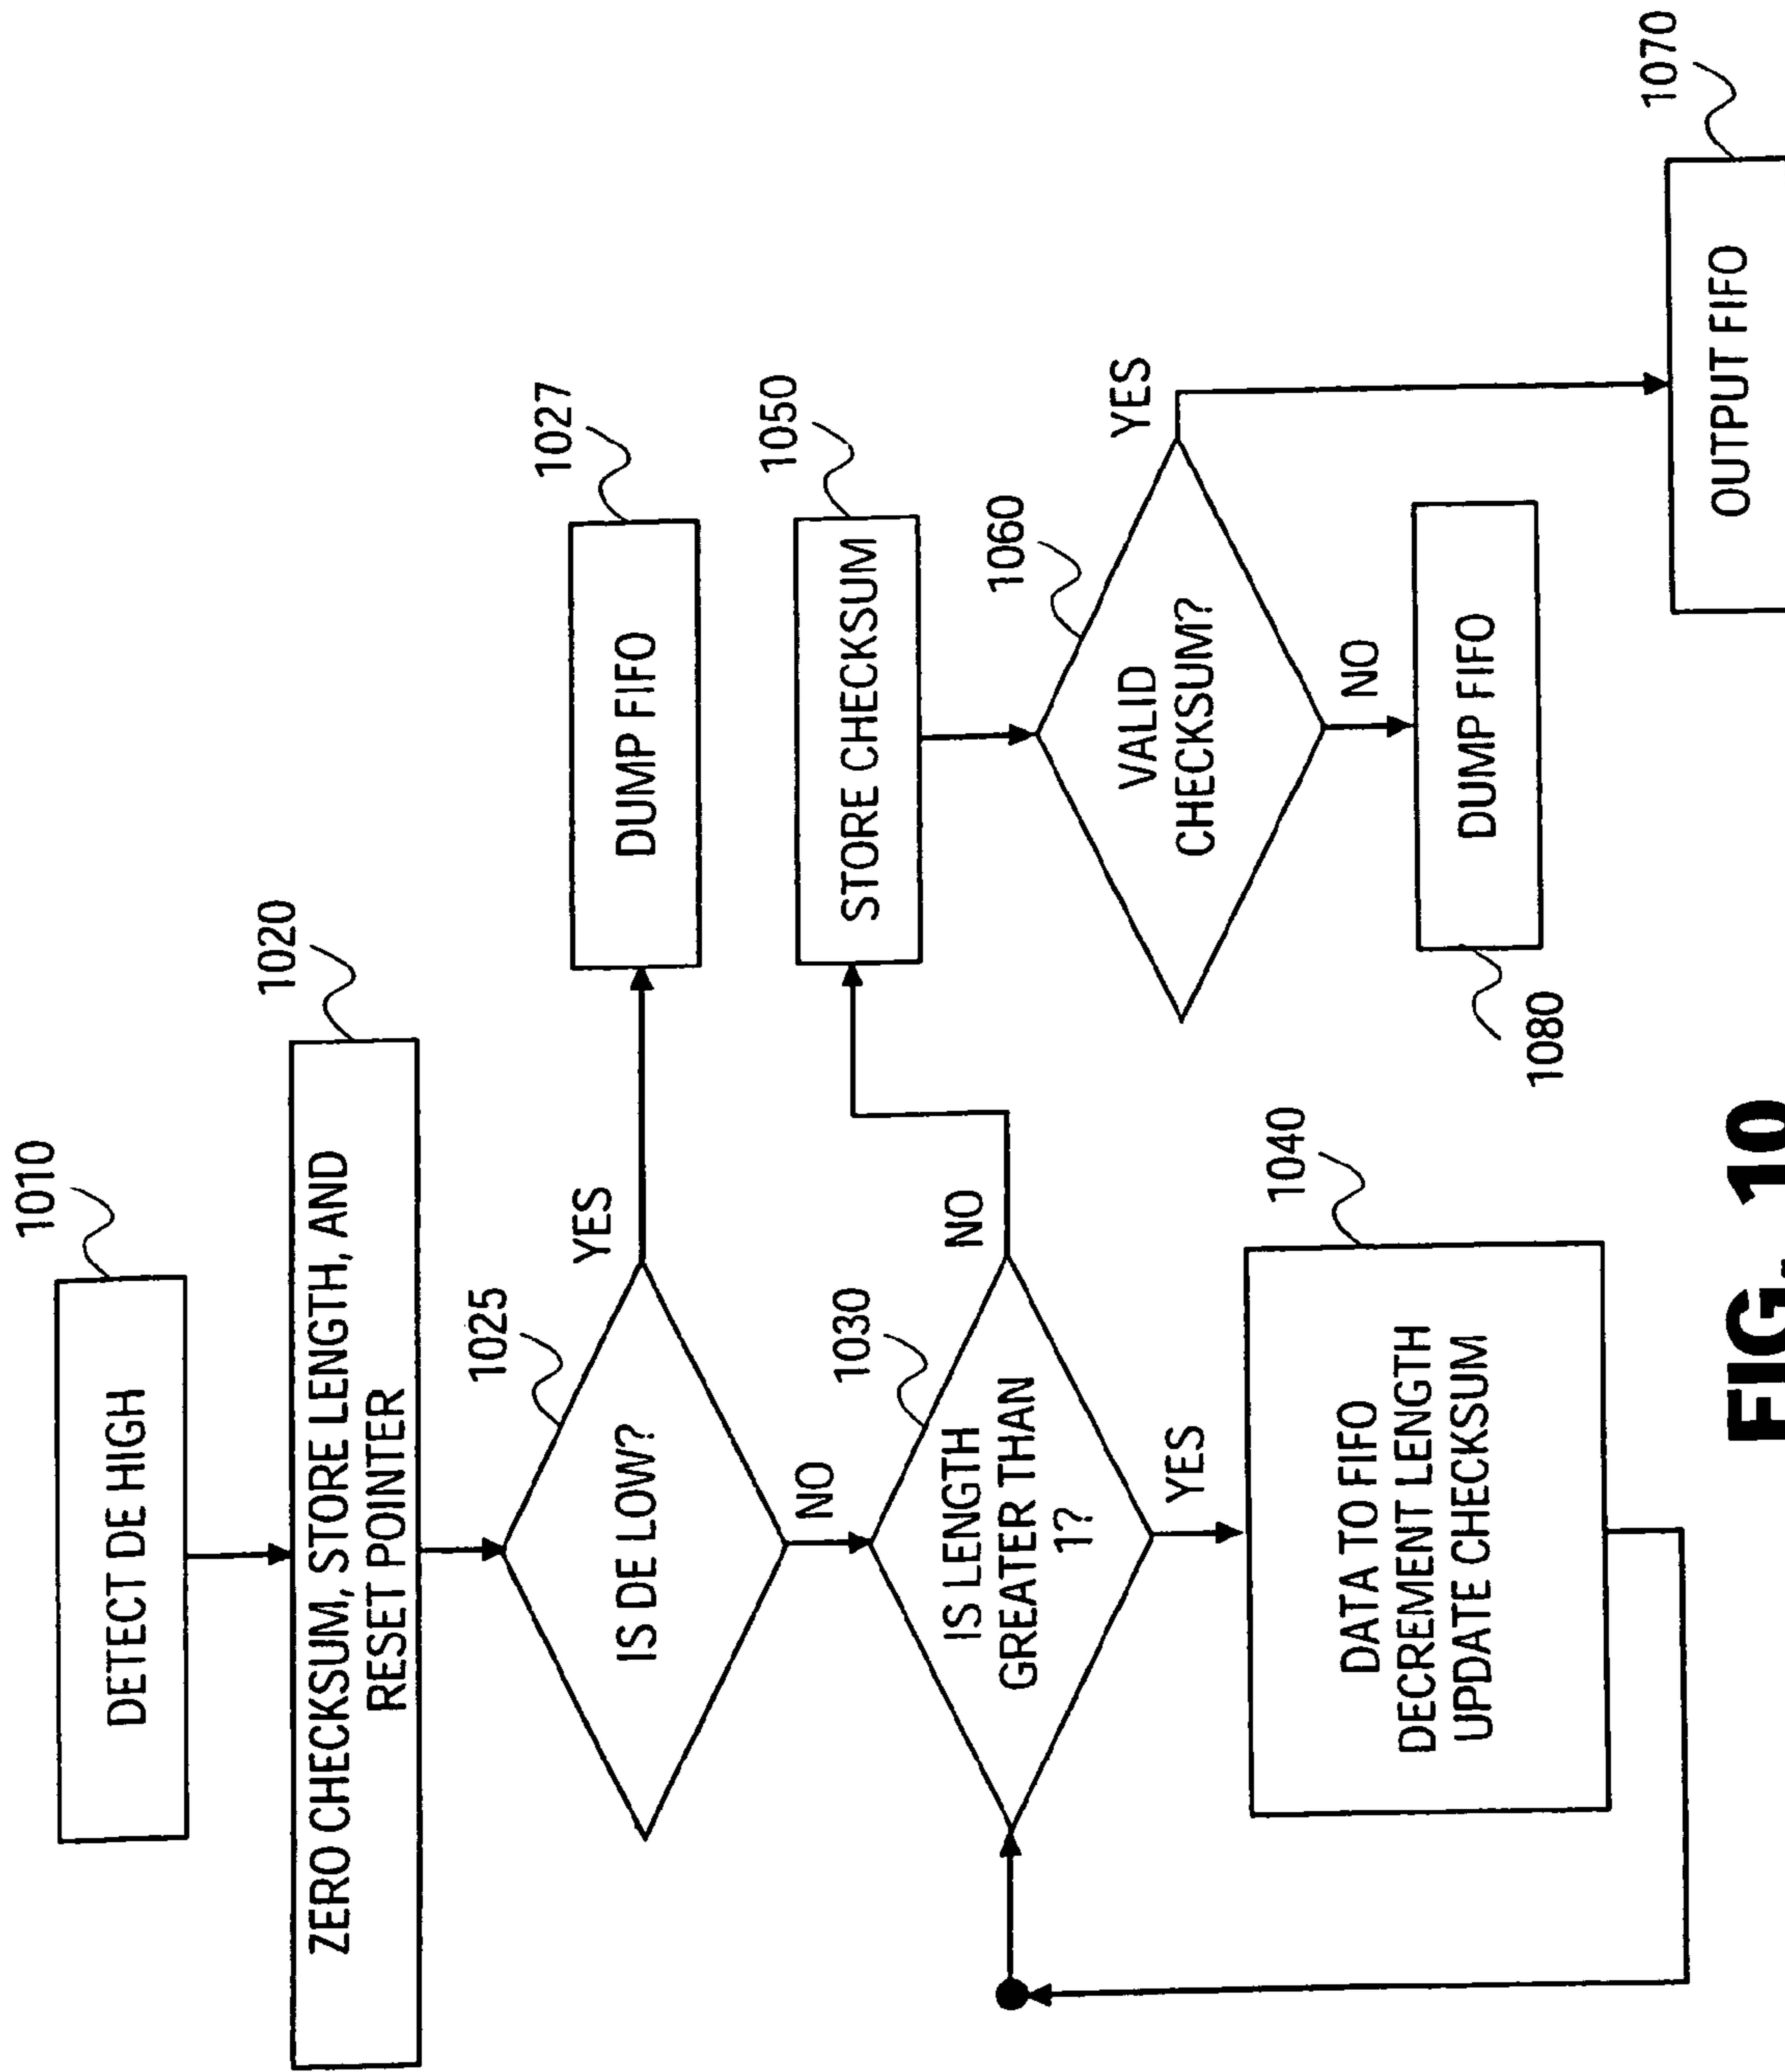 1010
DETECT DE HIGH
1020
ZERO CHECKSUM, STORE LENGTH, AND
RESET POINTER
1025
IS DE LOW?
YES
1027
DUMP FIFO
NO
1030
IS LENGTH
GREATER THAN
1?
NO
1050
STORE CHECKSUM
YES
1040
DATA TO FIFO
DECREMENT LENGTH
UPDATE CHECKSUM
1060
VALID
CHECKSUM?
YES
NO
1080
DUMP FIFO
1070
OUTPUT FIFO
FIG. 10